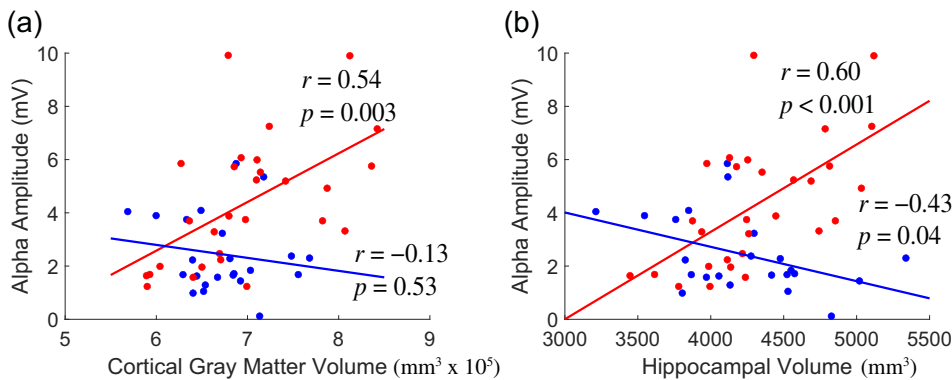 (a)
Alpha Amplitude (mV)
10
8
6
4
2
0
5
6
7
8
9
Cortical Gray Matter Volume (mm³ x 10⁵)
r = 0.54
p = 0.003
r = −0.13
p = 0.53
(b)
Alpha Amplitude (mV)
10
8
6
4
2
0
3000
3500
4000
4500
5000
5500
Hippocampal Volume (mm³)
r = 0.60
p < 0.001
r = −0.43
p = 0.04